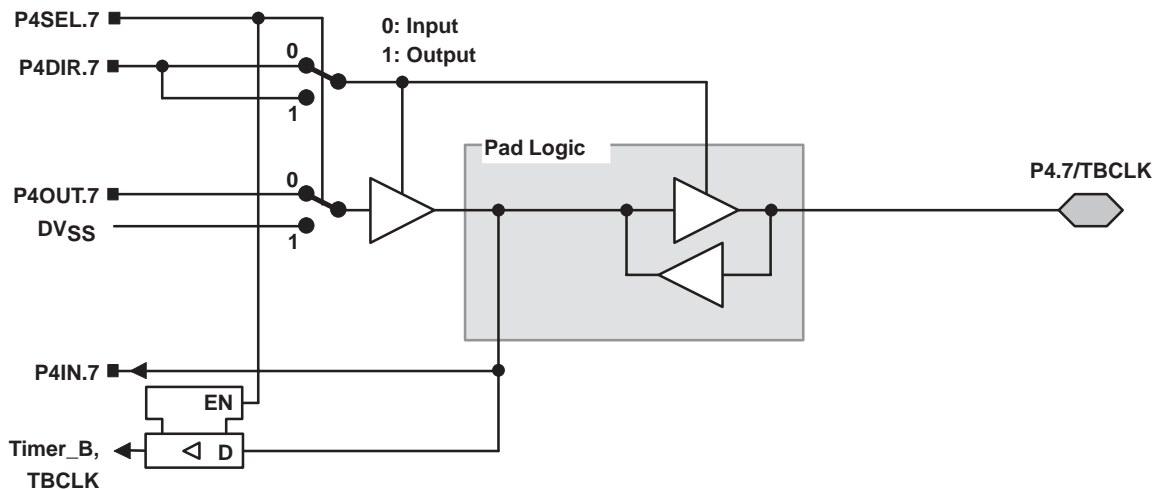 P4SEL.7
0: Input
1: Output
0
P4DIR.7
1
Pad Logic
P4.7/TBCLK
0
P4OUT.7
DVSS
1
P4IN.7
EN
Timer_B,
TBCLK
D